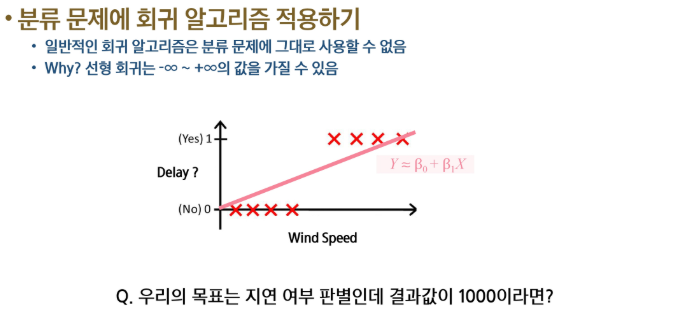 • 분류 문제에 회귀 알고리즘 적용하기
• 일반적인 회귀 알고리즘은 분류 문제에 그대로 사용할 수 없음
• Why? 선형 회귀는 -∞ ~ +∞의 값을 가질 수 있음
(Yes) 1
Y = β₀ + β₁X
Delay ?
(No) 0
Wind Speed
Q. 우리의 목표는 지연 여부 판별인데 결과값이 1000이라면?